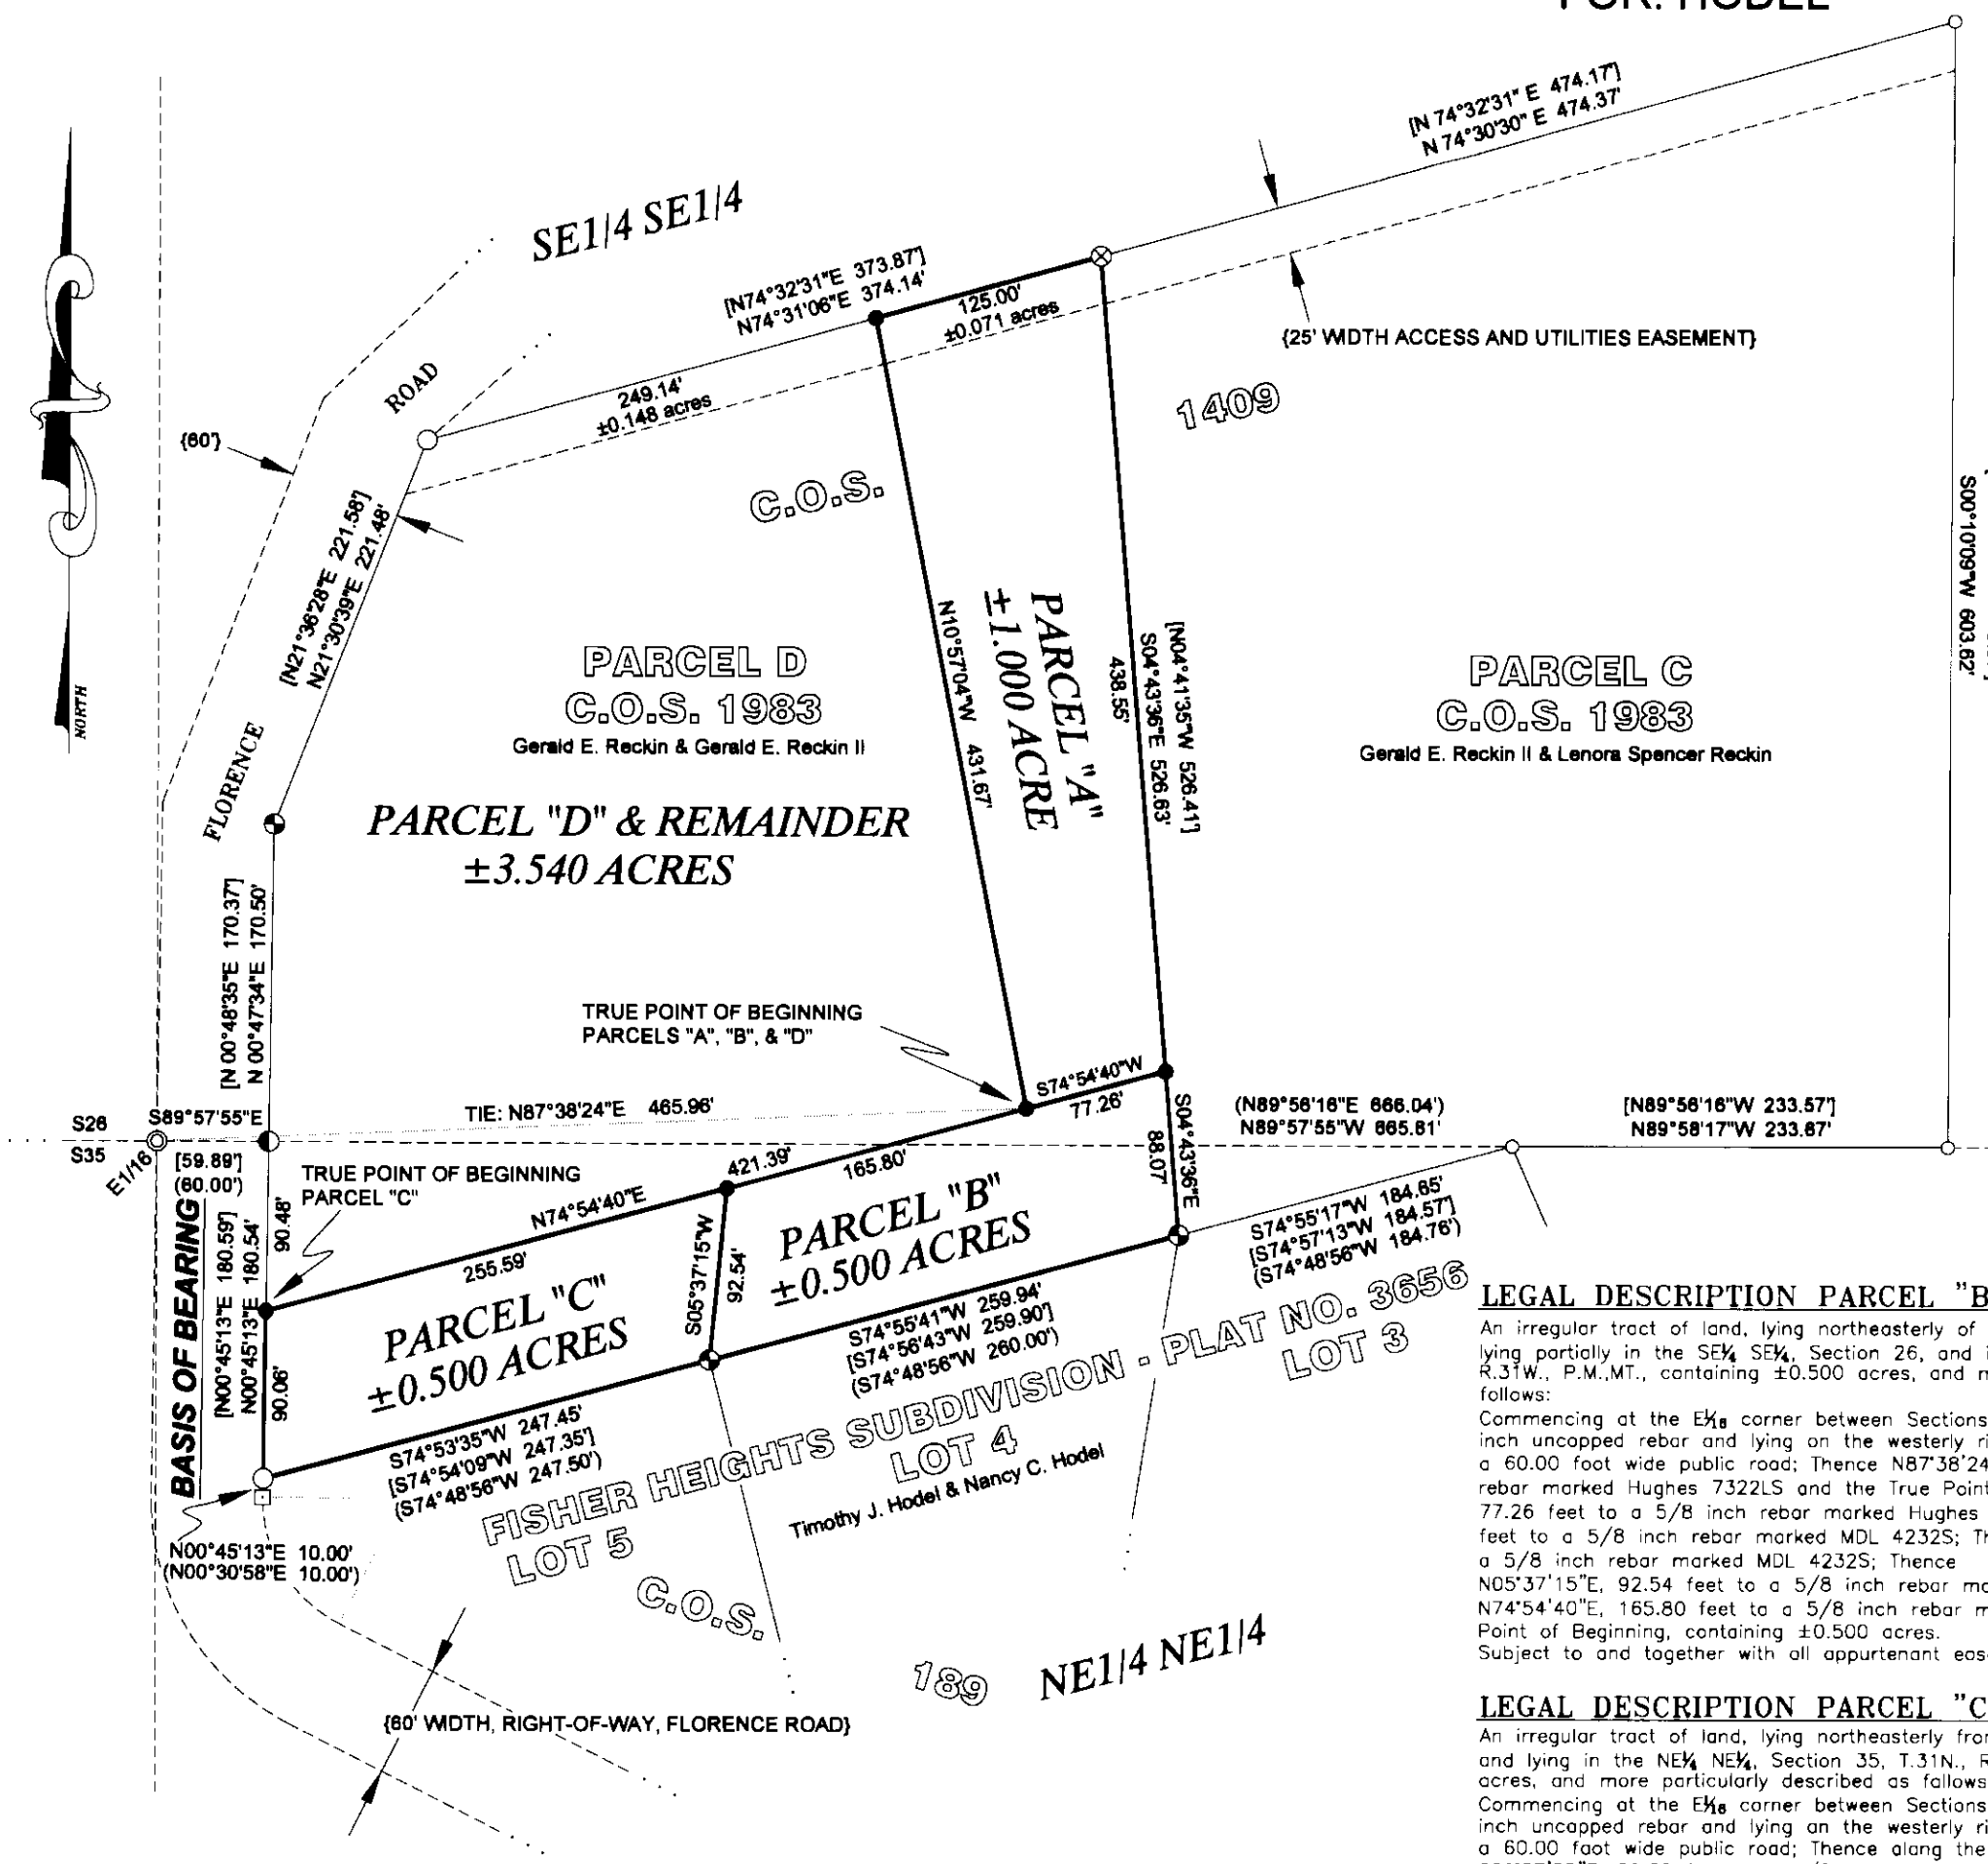 FOR: HODEL
[N 74°32'31" E 474.17']
N 74°30'30" E 474.37'
SE1/4 SE1/4
[N74°32'31"E 373.87']
N74°31'06"E 374.14'
125.00'
±0.071 acres
{25' WIDTH ACCESS AND UTILITIES EASEMENT}
ROAD
249.14'
±0.148 acres
1409
{60'}
C.O.S.
[N21°36'28"E 221.58']
N21°30'39"E 221.48'
S00°10'09"W 603.62'
NORTH
PARCEL D
C.O.S. 1983
Gerald E. Reckin & Gerald E. Reckin II
N10°57'04"W 431.67'
PARCEL "A"
±1.000 ACRE
438.55'
[N04°41'35"W 526.41']
S04°43'36"E 526.63'
PARCEL C
C.O.S. 1983
Gerald E. Reckin II & Lenora Spencer Reckin
FLORENCE
PARCEL "D" & REMAINDER
±3.540 ACRES
[N 00°48'35"E 170.37']
N 00°47'34"E 170.50'
TRUE POINT OF BEGINNING
PARCELS "A", "B", & "D"
S74°54'40"W
77.26'
S26
S35
E1/16
S89°57'55"E
[59.89']
(60.00')
TIE: N87°38'24"E 465.96'
S04°43'36"E
88.07'
(N89°56'16"E 666.04')
N89°57'55"W 665.81'
[N89°56'16"W 233.57']
N89°58'17"W 233.67'
TRUE POINT OF BEGINNING
PARCEL "C"
421.39'
165.80'
N74°54'40"E
255.59'
BASIS OF BEARING
[N00°45'13"E 180.59']
N00°45'13"E 180.54'
90.48'
90.06'
S05°37'15"W
92.54'
PARCEL "B"
±0.500 ACRES
PARCEL "C"
±0.500 ACRES
S74°55'17"W 184.65'
[S74°57'13"W 184.57']
(S74°48'56"W 184.76')
S74°55'41"W 259.94'
[S74°56'43"W 259.90']
(S74°48'56"W 260.00')
S74°53'35"W 247.45'
[S74°54'09"W 247.35']
(S74°48'56"W 247.50')
FISHER HEIGHTS SUBDIVISION - PLAT NO. 3656
LOT 3
LOT 4
Timothy J. Hodel & Nancy C. Hodel
LOT 5
N00°45'13"E 10.00'
(N00°30'58"E 10.00')
C.O.S.
189
NE1/4 NE1/4
{60' WIDTH, RIGHT-OF-WAY, FLORENCE ROAD}
LEGAL DESCRIPTION PARCEL "B
An irregular tract of land, lying northeasterly of
lying partially in the SE¼ SE¼, Section 26, and
R.31W., P.M.,MT., containing ±0.500 acres, and
follows:
Commencing at the E1/16 corner between Sections
inch uncapped rebar and lying on the westerly
a 60.00 foot wide public road; Thence N87°38'24
rebar marked Hughes 7322LS and the True Point
77.26 feet to a 5/8 inch rebar marked Hughes
feet to a 5/8 inch rebar marked MDL 4232S;
a 5/8 inch rebar marked MDL 4232S; Thence
N05°37'15"E, 92.54 feet to a 5/8 inch rebar
N74°54'40"E, 165.80 feet to a 5/8 inch rebar
Point of Beginning, containing ±0.500 acres.
Subject to and together with all appurtenant
LEGAL DESCRIPTION PARCEL "C
An irregular tract of land, lying northeasterly
and lying in the NE¼ NE¼, Section 35, T.31N.,
acres, and more particularly described as follows
Commencing at the E1/16 corner between Sections
inch uncapped rebar and lying on the westerly
a 60.00 foot wide public road; Thence along the